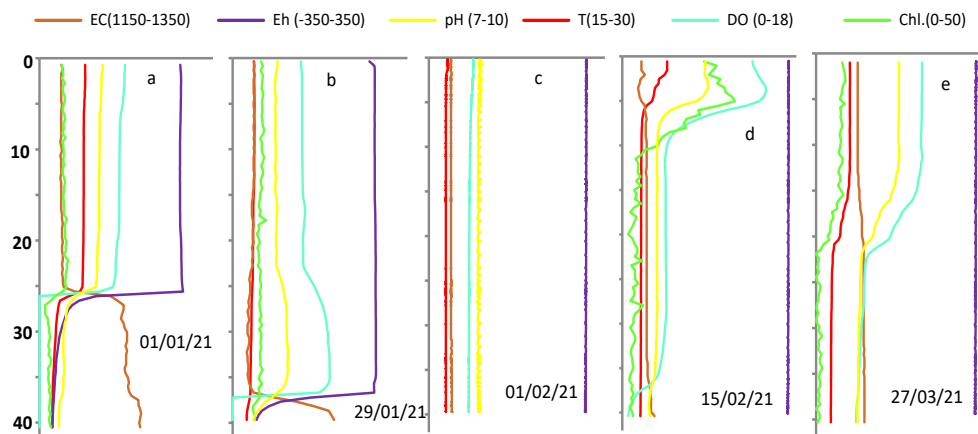 EC(1150-1350) Eh (-350-350) pH (7-10) T(15-30) DO (0-18) Chl.(0-50)
0
10
20
30
40
a
01/01/21
b
29/01/21
c
01/02/21
d
15/02/21
e
27/03/21